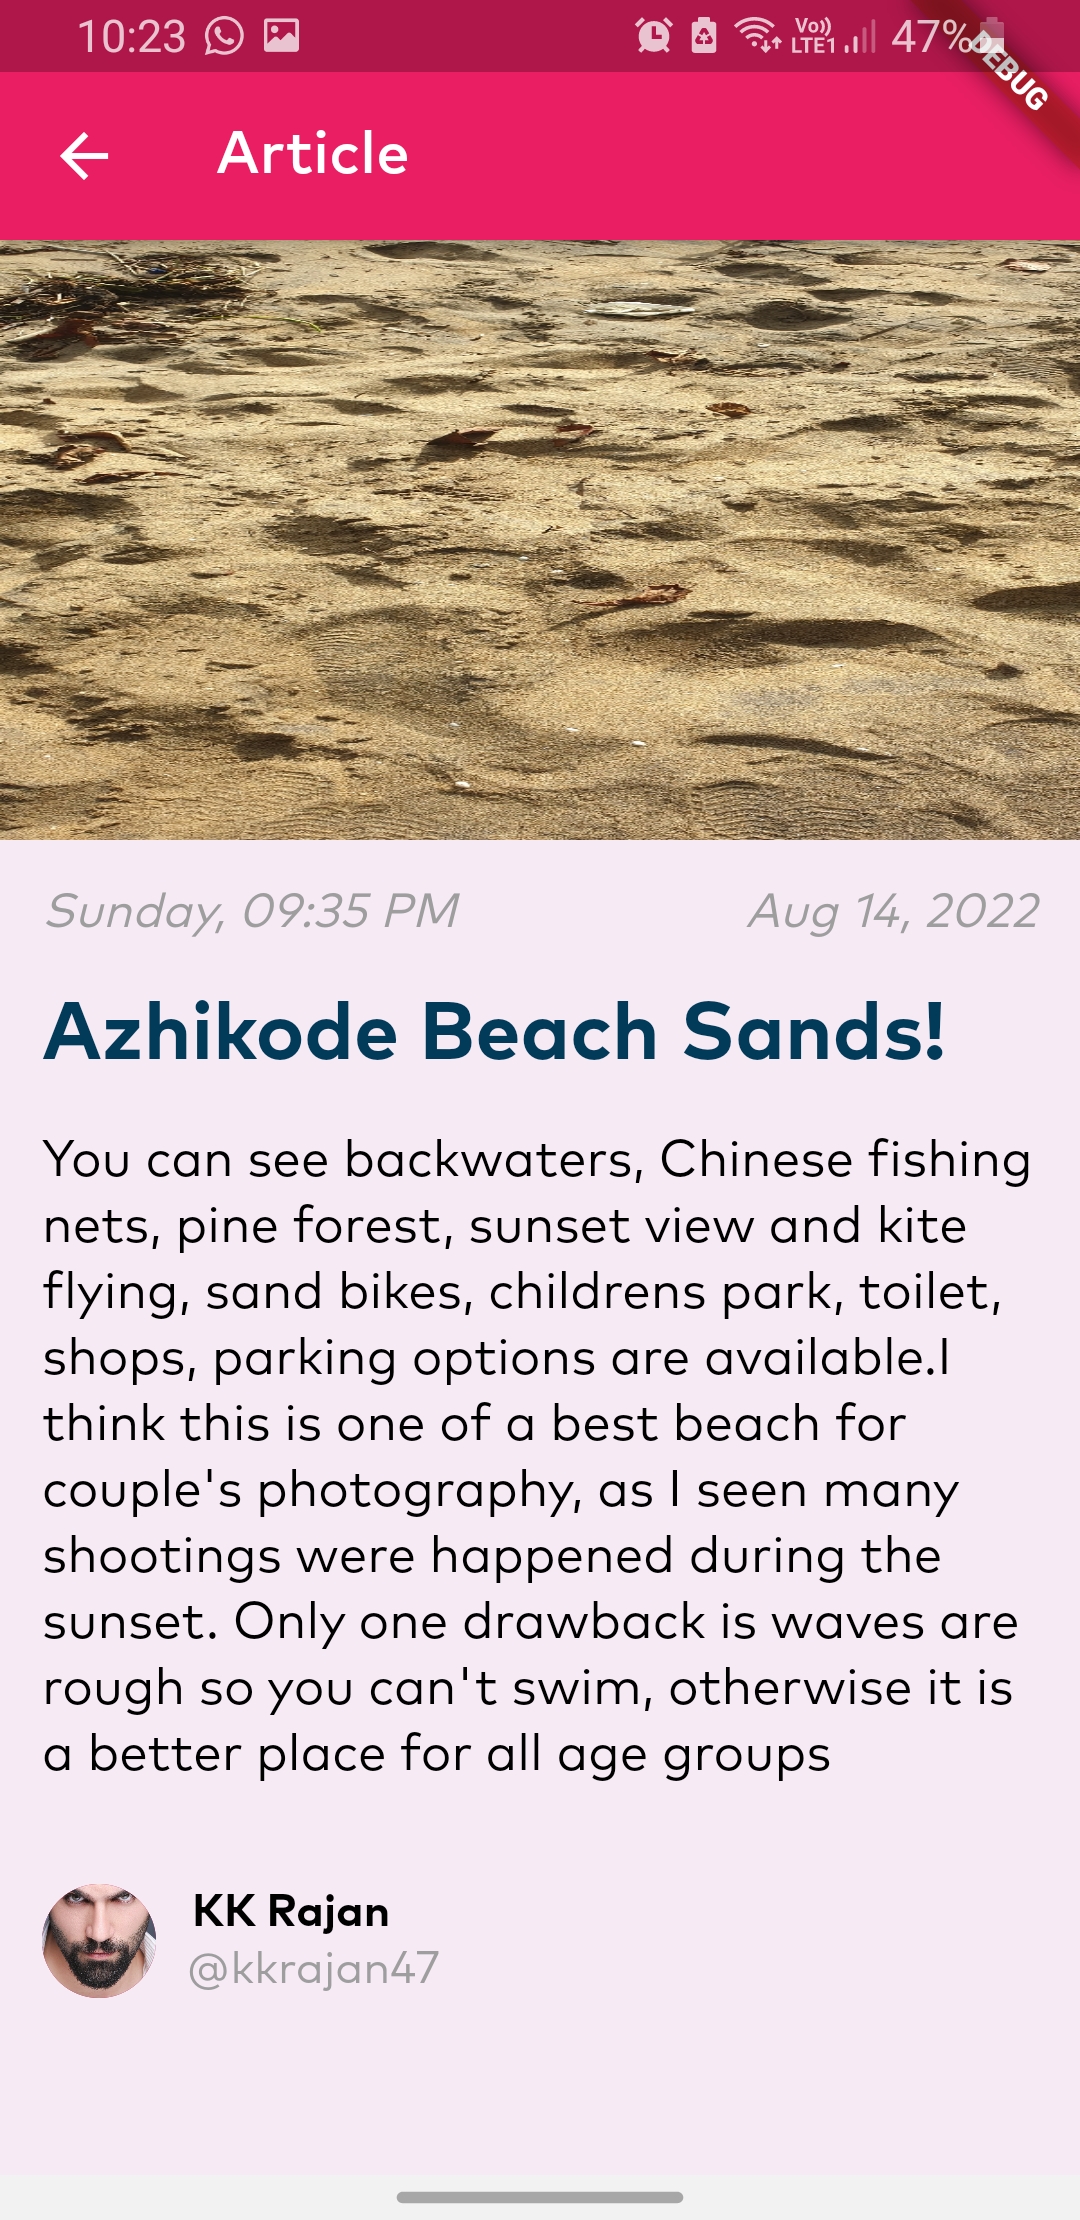 10:23
Vo))
LTE1
47%
DEBUG
Article
Sunday, 09:35 PM
Aug 14, 2022
Azhikode Beach Sands!
You can see backwaters, Chinese fishing
nets, pine forest, sunset view and kite
flying, sand bikes, childrens park, toilet,
shops, parking options are available.I
think this is one of a best beach for
couple's photography, as I seen many
shootings were happened during the
sunset. Only one drawback is waves are
rough so you can't swim, otherwise it is
a better place for all age groups
KK Rajan
@kkrajan47